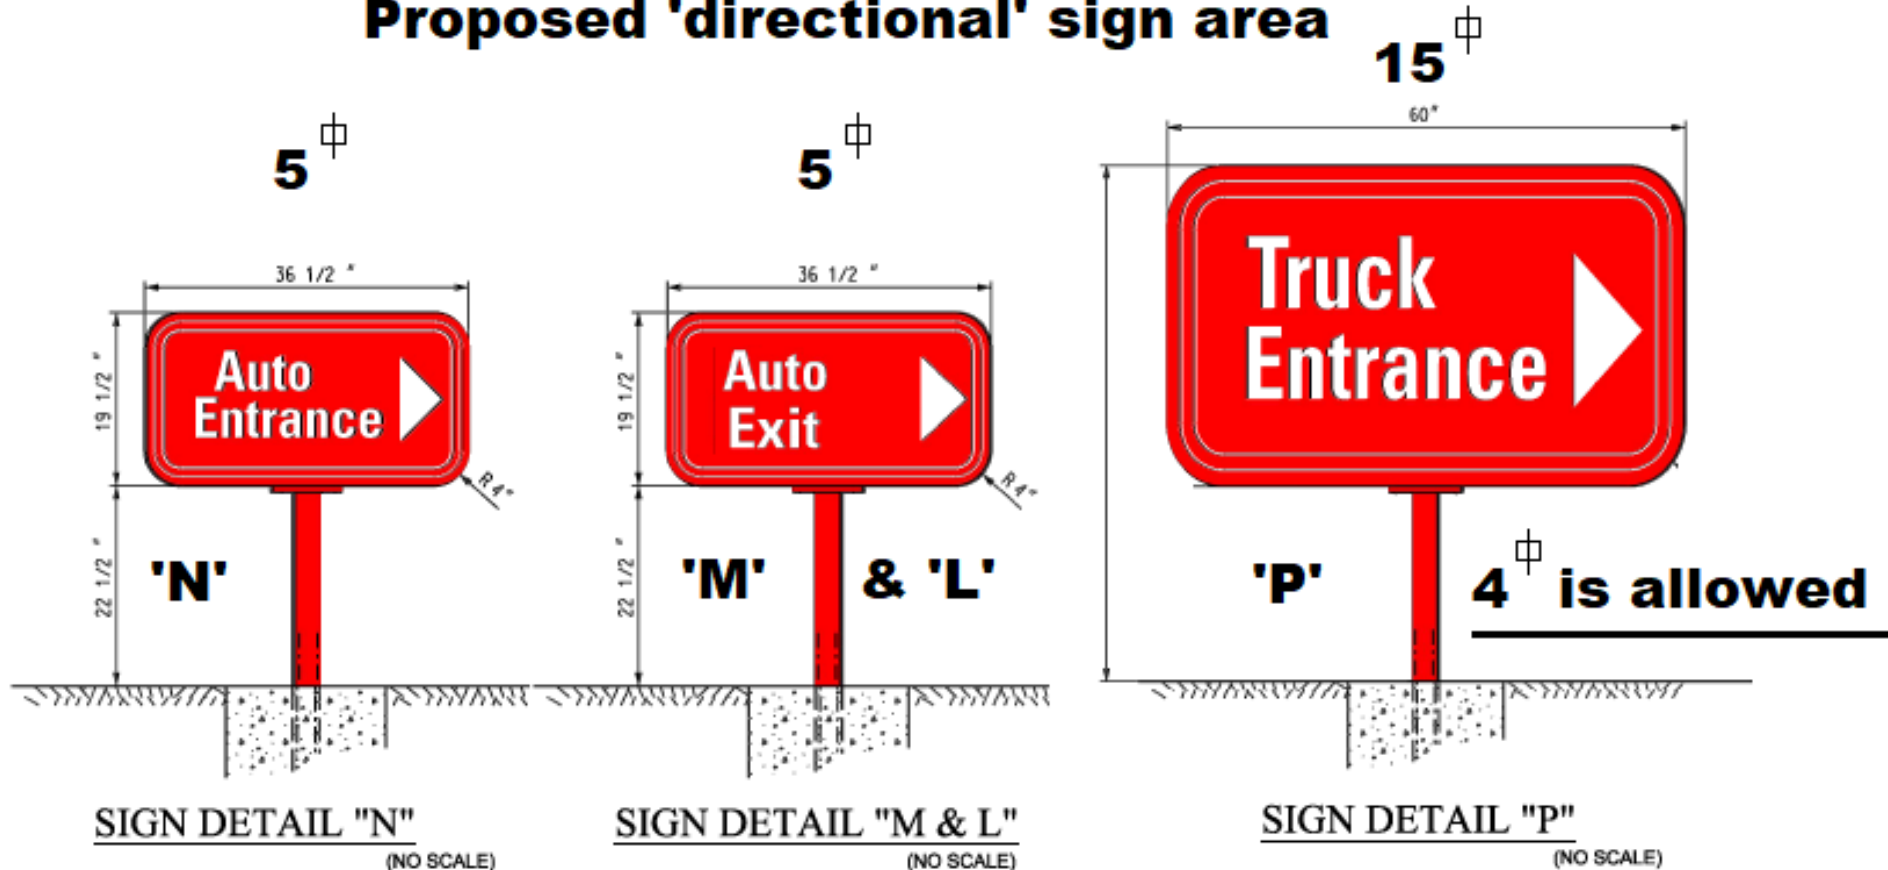 Proposed 'directional' sign area
15
60"
5
5
36 1/2 "
36 1/2 "
19 1/2 "
Auto
Entrance
19 1/2 "
Auto
Exit
Truck
Entrance
R4"
R4"
22 1/2 "
'N'
22 1/2 "
'M' & 'L'
'P'
4 is allowed
SIGN DETAIL "N"
(NO SCALE)
SIGN DETAIL "M & L"
(NO SCALE)
SIGN DETAIL "P"
(NO SCALE)